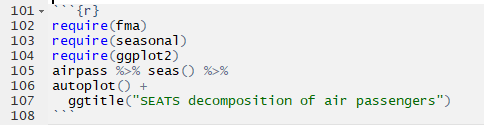 101 ```{r}
102 require(fma)
103 require(seasonal)
104 require(ggplot2)
105 airpass %>% seas() %>%
106 autoplot() +
107   ggtitle("SEATS decomposition of air passengers")
108 ```